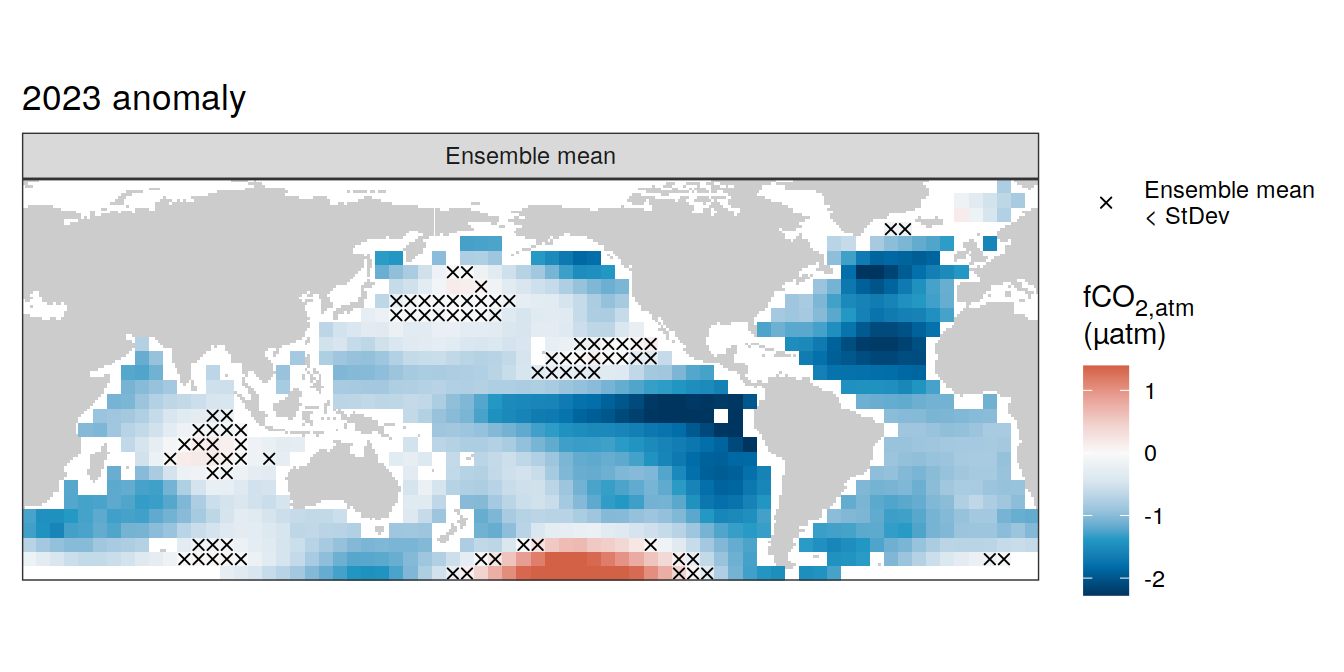 2023 anomaly
Ensemble mean
Ensemble mean
< StDev
fCO2,atm
(µatm)
1
0
-1
-2